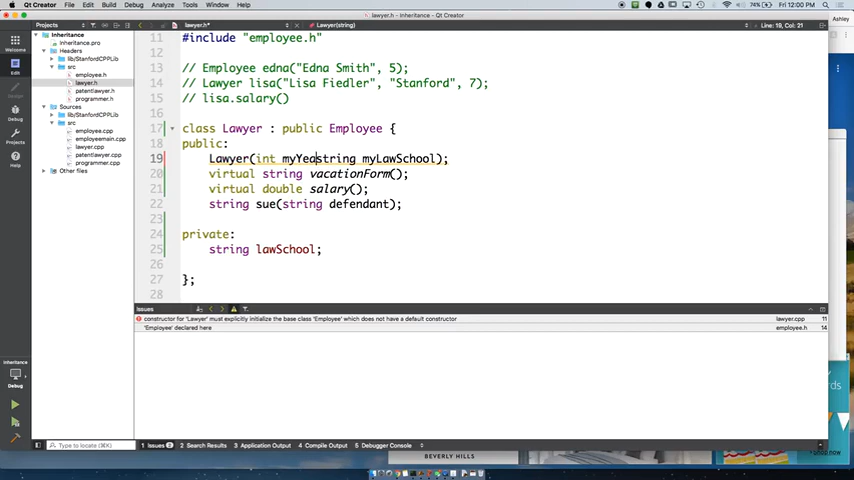 Qt Creator File Edit View Build Debug Analyze Tools Window Help
74% Fri 12:00 PM Ashley
lawyer.h - Inheritance - Qt Creator
Projects lawyer.h* Lawyer(string) Line: 19, Col: 21
Welcome
Edit
Design
Debug
Projects
Help
Inheritance
Inheritance.pro
Headers
lib/StanfordCPPLib
src
employee.h
lawyer.h
patentlawyer.h
programmer.h
Sources
lib/StanfordCPPLib
src
employee.cpp
employeemain.cpp
lawyer.cpp
patentlawyer.cpp
programmer.cpp
Other files
11 #include "employee.h"
12
13 // Employee edna("Edna Smith", 5);
14 // Lawyer lisa("Lisa Fiedler", "Stanford", 7);
15 // lisa.salary()
16
17 class Lawyer : public Employee {
18 public:
19 Lawyer(int myYeastring myLawSchool);
20 virtual string vacationForm();
21 virtual double salary();
22 string sue(string defendant);
23
24 private:
25 string lawSchool;
26
27 };
28
Issues
constructor for 'Lawyer' must explicitly initialize the base class 'Employee' which does not have a default constructor lawyer.cpp 11
'Employee' declared here employee.h 14
Inheritance
Debug
Type to locate (⌘K) 1 Issues 2 Search Results 3 Application Output 4 Compile Output 5 Debugger Console
BEVERLY HILLS